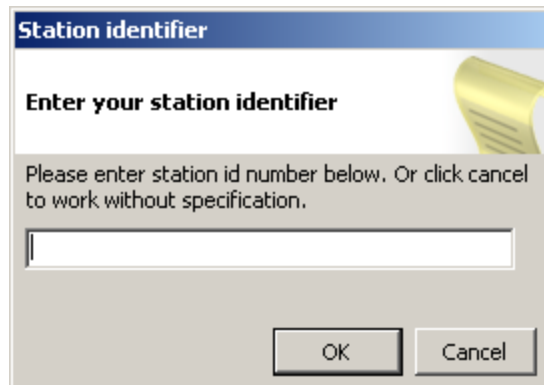 Station identifier
Enter your station identifier
Please enter station id number below. Or click cancel
to work without specification.
OK
Cancel